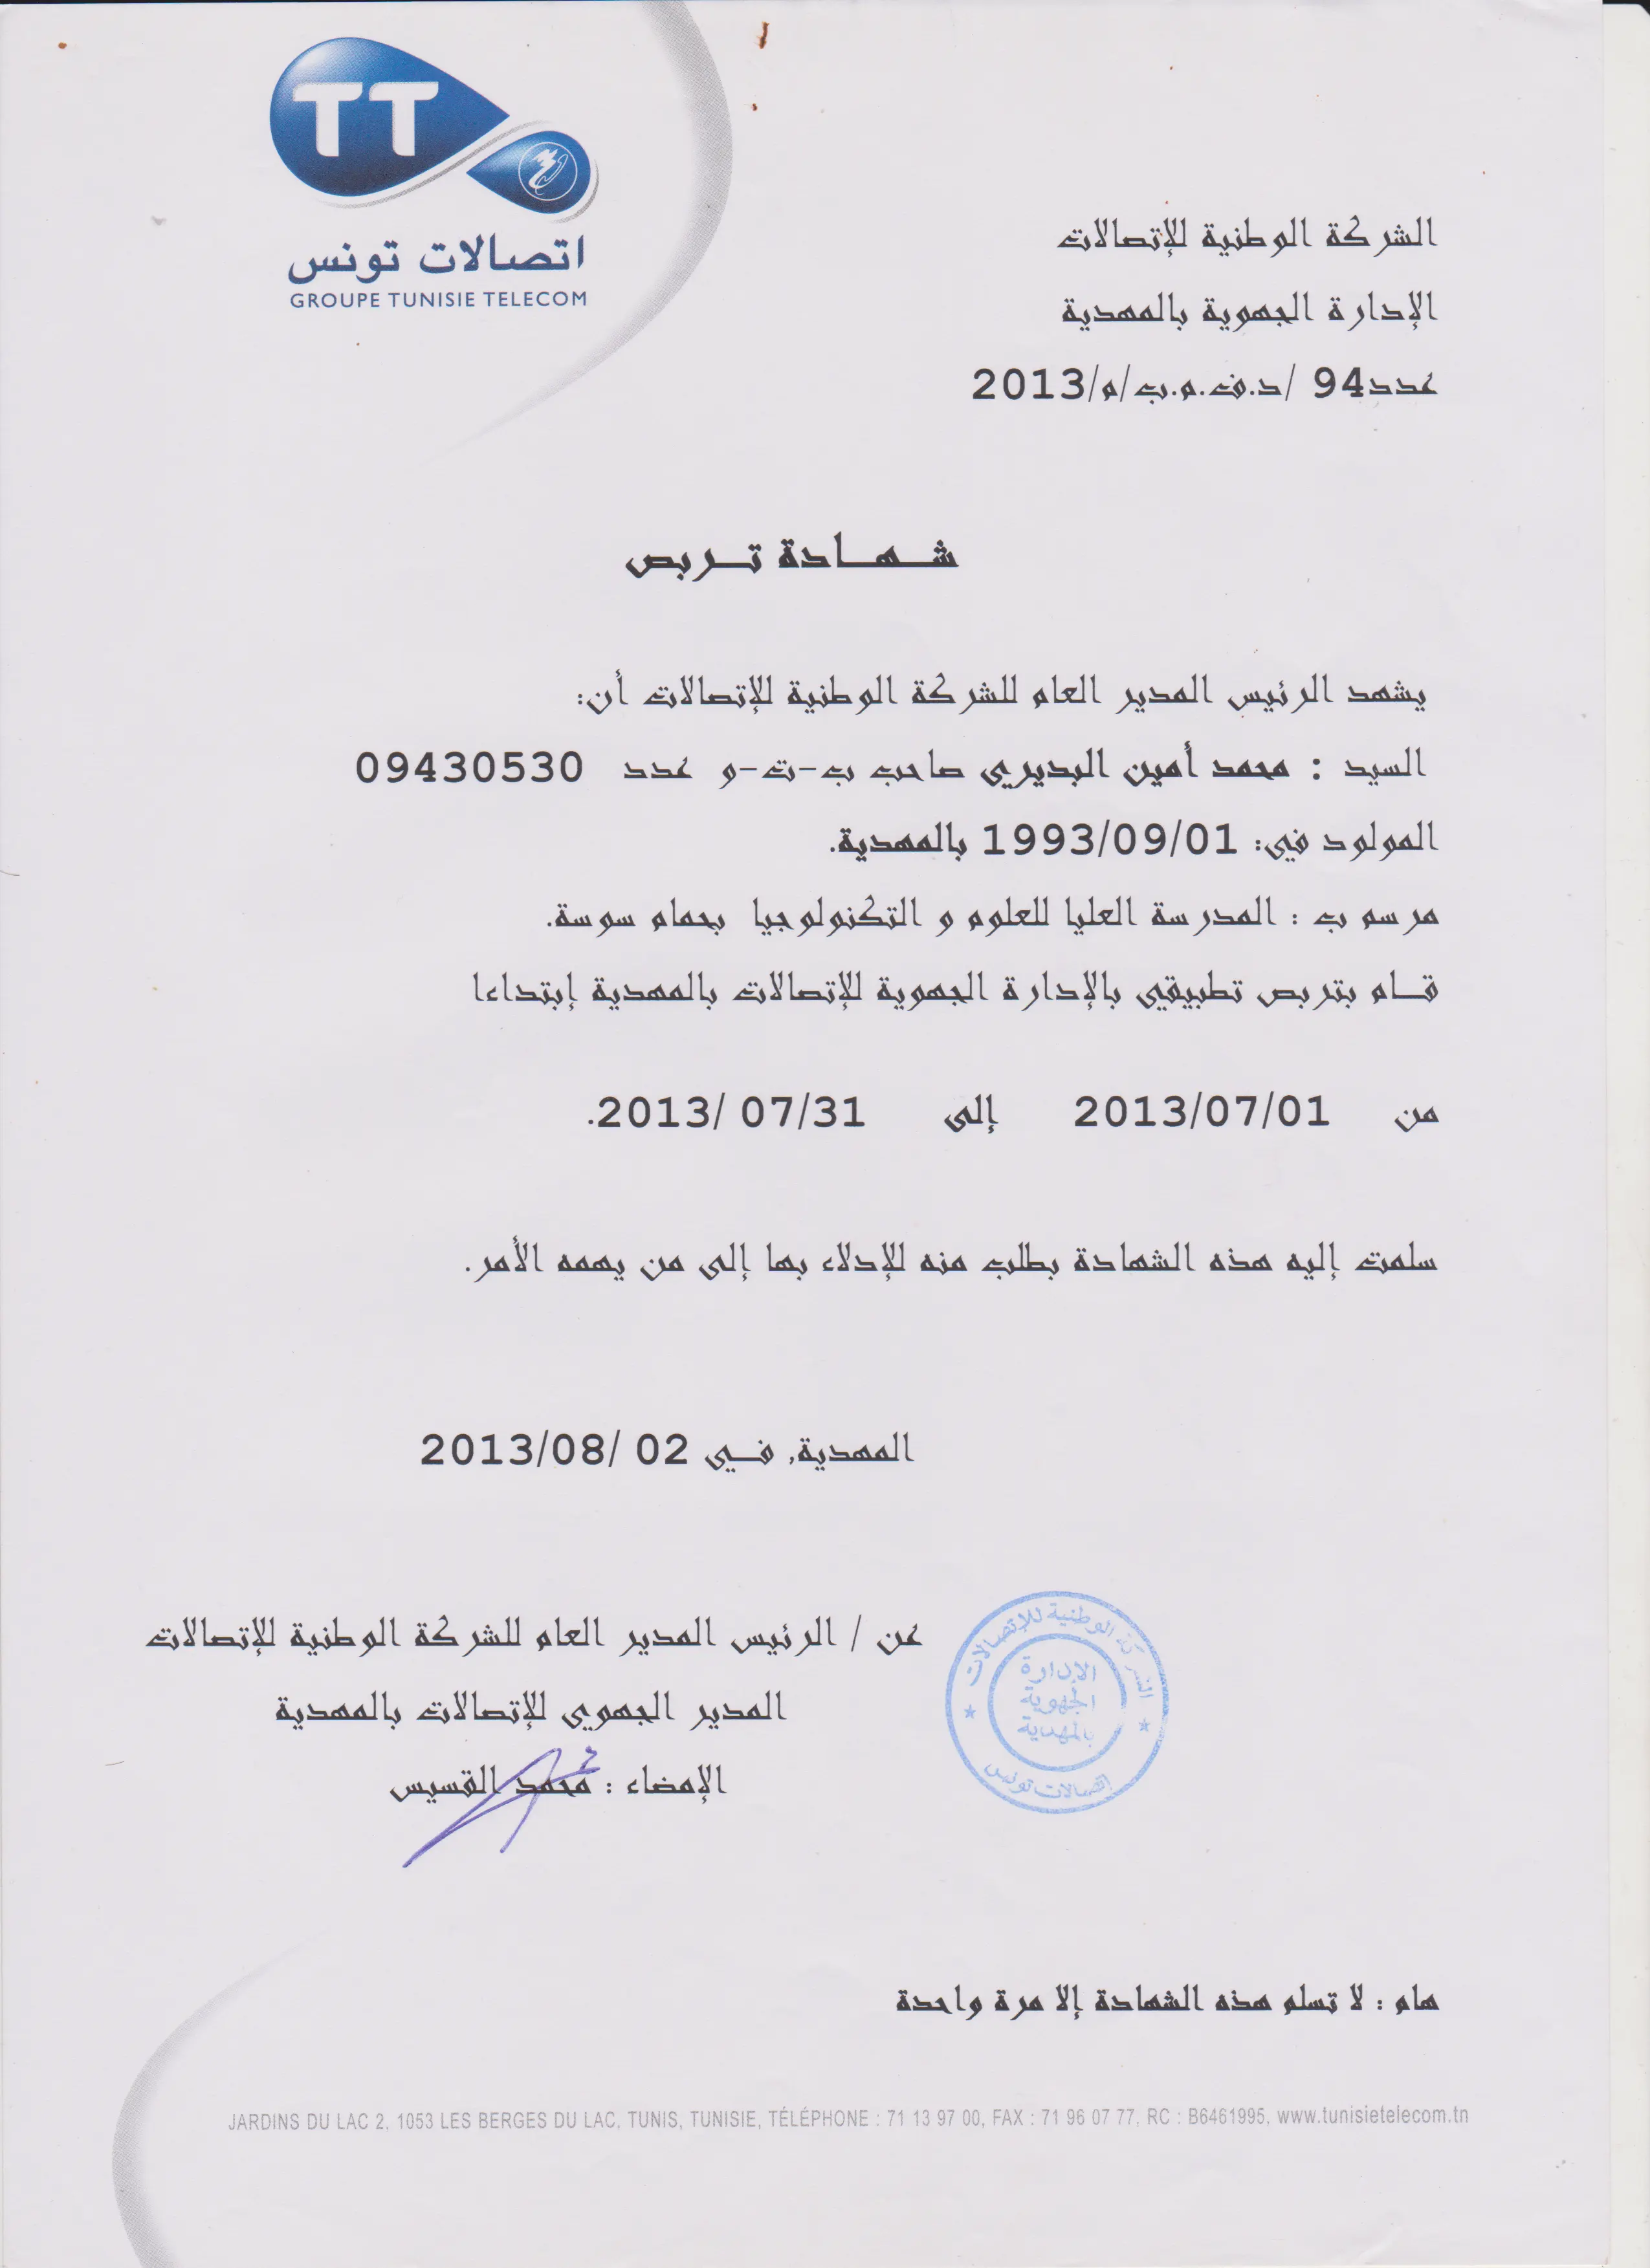 TT
اتصالات تونس
GROUPE TUNISIE TELECOM
الشركة الوطنية للإتصالات
الإدارة الجهوية بالمهدية
عدد94 /د.ف.م.ب/م/2013
شهادة تربص
يشهد الرئيس المدير العام للشركة الوطنية للإتصالات أن:
السيد : محمد أمين البديري صاحب ب-ت-و عدد 09430530
المولود في: 1993/09/01 بالمهدية.
مرسم ب : المدرسة العليا للعلوم و التكنولوجيا بحمام سوسة.
قام بتربص تطبيقي بالإدارة الجهوية للإتصالات بالمهدية إبتداءا
من 2013/07/01 إلى 2013/ 07/31.
سلمت إليه هذه الشهادة بطلب منه للإدلاء بها إلى من يهمه الأمر.
المهدية, في 02 /2013/08
عن / الرئيس المدير العام للشركة الوطنية للإتصالات
المدير الجهوي للإتصالات بالمهدية
الإمضاء : محمد القسيس
الشركة الوطنية للإتصالات
الإدارة
الجهوية
بالمهدية
إتصالات تونس
هام : لا تسلم هذه الشهادة إلا مرة واحدة
JARDINS DU LAC 2, 1053 LES BERGES DU LAC, TUNIS, TUNISIE, TÉLÉPHONE : 71 13 97 00, FAX : 71 96 07 77, RC : B6461995, www.tunisietelecom.tn